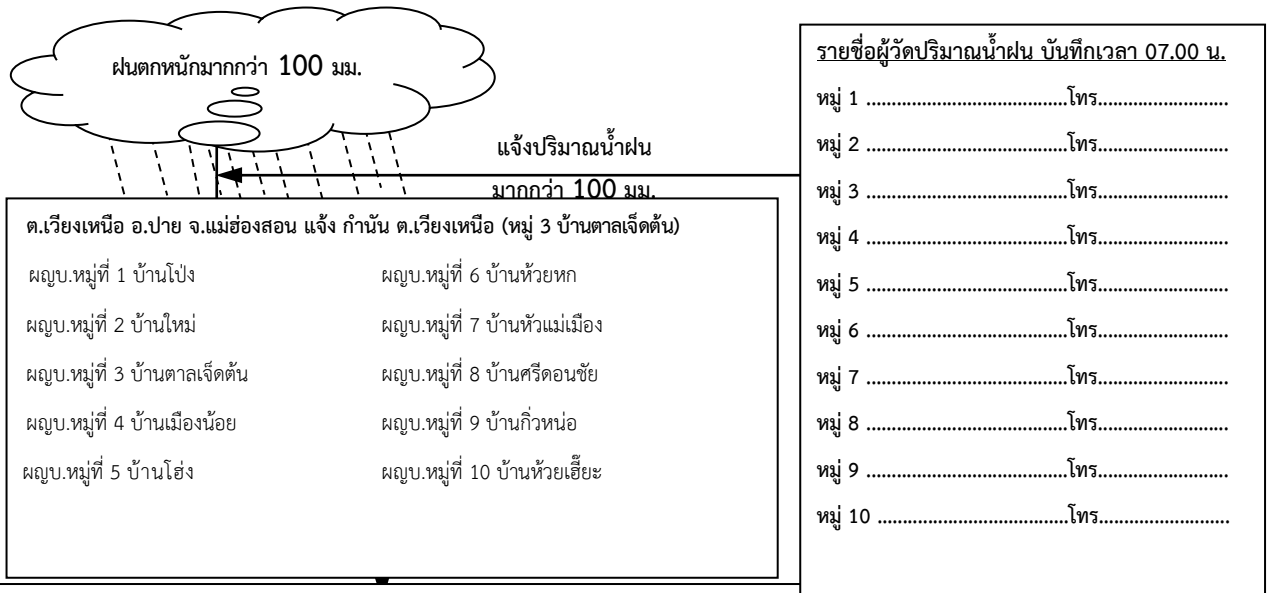 ฝนตกหนักมากกว่า 100 มม.
แจ้งปริมาณน้ำฝน
มากกว่า 100 มม.
ต.เวียงเหนือ อ.ปาย จ.แม่ฮ่องสอน แจ้ง กำนัน ต.เวียงเหนือ (หมู่ 3 บ้านตาลเจ็ดต้น)
ผญบ.หมู่ที่ 1 บ้านโป่ง
ผญบ.หมู่ที่ 2 บ้านใหม่
ผญบ.หมู่ที่ 3 บ้านตาลเจ็ดต้น
ผญบ.หมู่ที่ 4 บ้านเมืองน้อย
ผญบ.หมู่ที่ 5 บ้านโฮ่ง
ผญบ.หมู่ที่ 6 บ้านห้วยหก
ผญบ.หมู่ที่ 7 บ้านหัวแม่เมือง
ผญบ.หมู่ที่ 8 บ้านศรีดอนชัย
ผญบ.หมู่ที่ 9 บ้านกิ่วหน่อ
ผญบ.หมู่ที่ 10 บ้านห้วยเฮี๊ยะ
รายชื่อผู้วัดปริมาณน้ำฝน บันทึกเวลา 07.00 น.
หมู่ 1 ........................................โทร..........................
หมู่ 2 ........................................โทร..........................
หมู่ 3 ........................................โทร..........................
หมู่ 4 ........................................โทร..........................
หมู่ 5 ........................................โทร..........................
หมู่ 6 ........................................โทร..........................
หมู่ 7 ........................................โทร..........................
หมู่ 8 ........................................โทร..........................
หมู่ 9 ........................................โทร..........................
หมู่ 10 ......................................โทร..........................